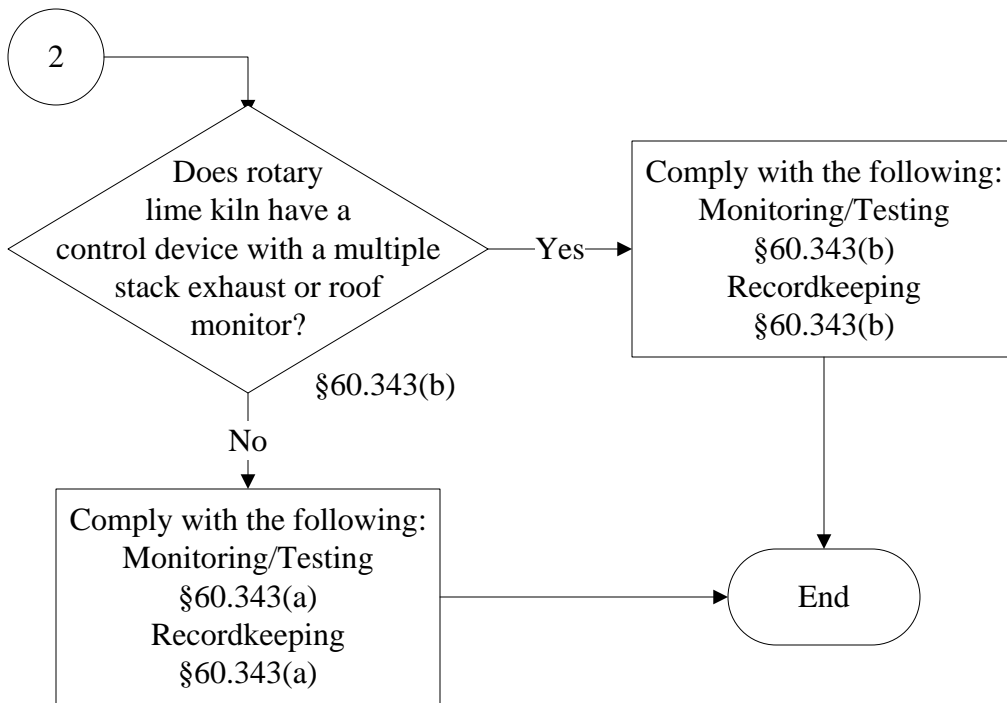 2
Does rotary
lime kiln have a
control device with a multiple
stack exhaust or roof
monitor?
§60.343(b)
Yes
Comply with the following:
Monitoring/Testing
§60.343(b)
Recordkeeping
§60.343(b)
No
Comply with the following:
Monitoring/Testing
§60.343(a)
Recordkeeping
§60.343(a)
End